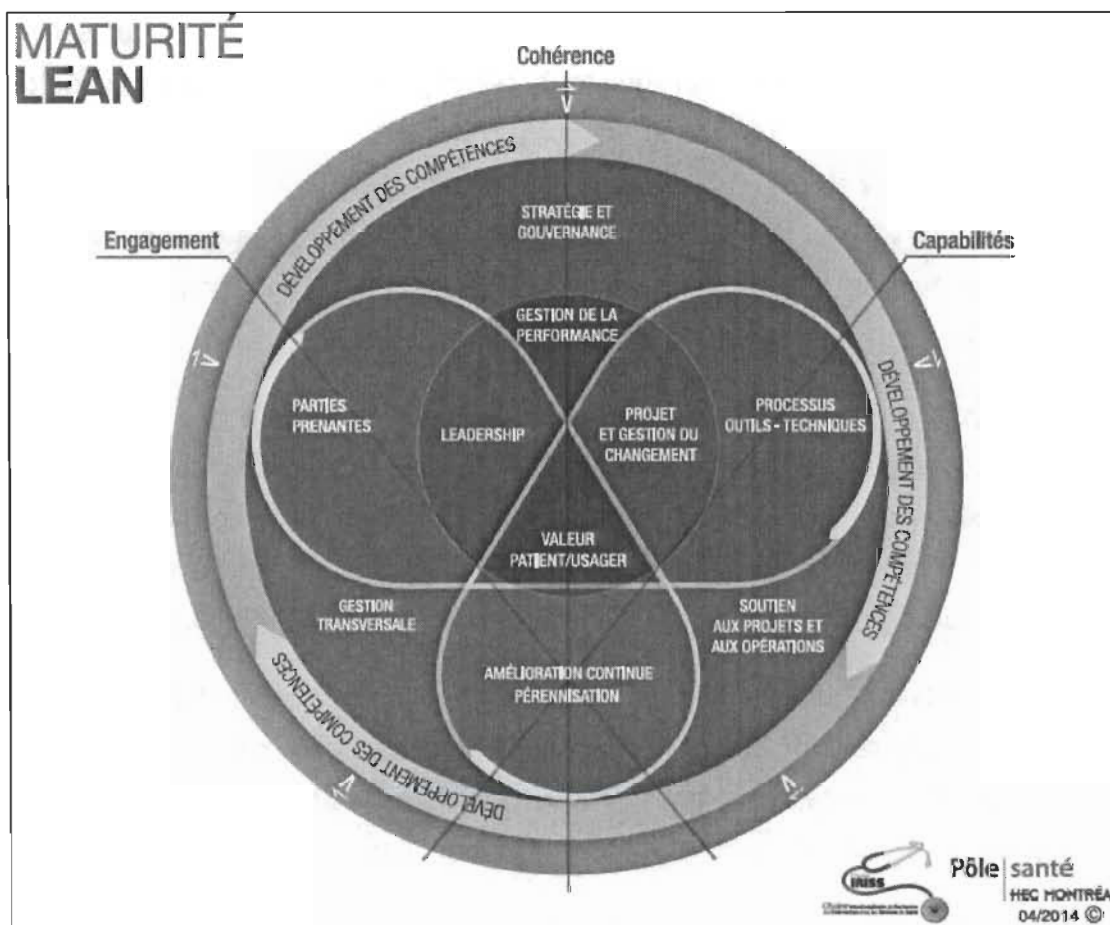 MATURITÉ
LEAN
Cohérence
Engagement
Capabilités
DÉVELOPPEMENT DES COMPÉTENCES
STRATÉGIE ET
GOUVERNANCE
GESTION DE LA
PERFORMANCE
PARTIES
PRENANTES
LEADERSHIP
PROJET
ET GESTION DU
CHANGEMENT
PROCESSUS
OUTILS - TECHNIQUES
DÉVELOPPEMENT DES COMPÉTENCES
VALEUR
PATIENT/USAGER
GESTION
TRANSVERSALE
SOUTIEN
AUX PROJETS ET
AUX OPÉRATIONS
AMÉLIORATION CONTINUE
PÉRENNISATION
DÉVELOPPEMENT DES COMPÉTENCES
IRISS
Pôle santé
HEC MONTRÉA
04/2014 ©